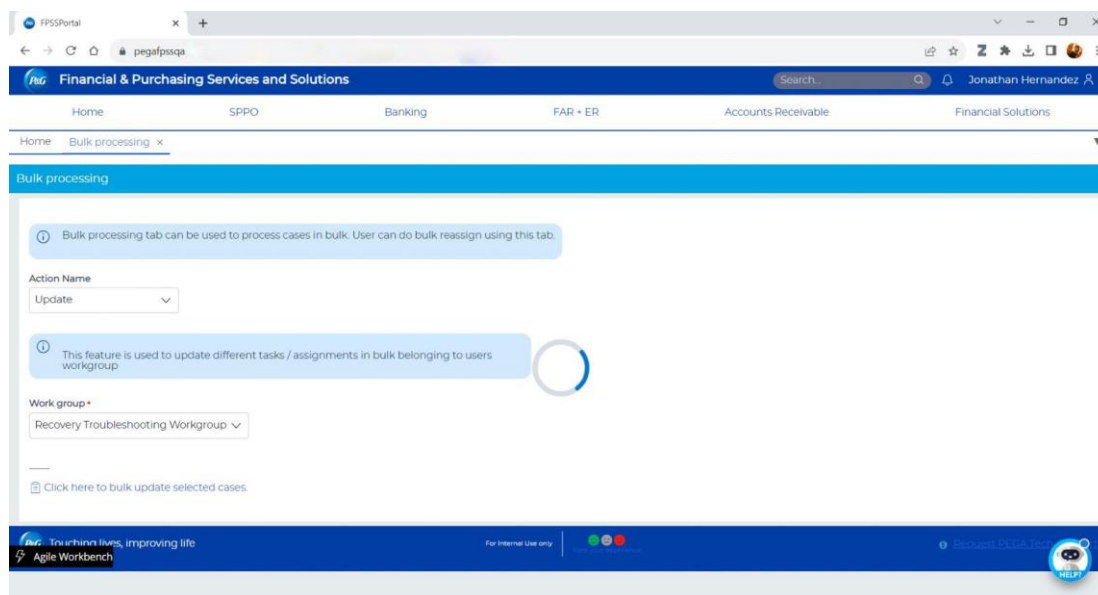 FPSSPortal
pegafpssqa
P&G Financial & Purchasing Services and Solutions Search... Jonathan Hernandez
Home SPPO Banking FAR + ER Accounts Receivable Financial Solutions
Home Bulk processing
Bulk processing
Bulk processing tab can be used to process cases in bulk. User can do bulk reassign using this tab.
Action Name
Update
This feature is used to update different tasks / assignments in bulk belonging to users
workgroup
Work group
Recovery Troubleshooting Workgroup
Click here to bulk update selected cases.
P&G Touching lives, improving life For Internal Use only Request PEGA Tech
Agile Workbench
HELP?